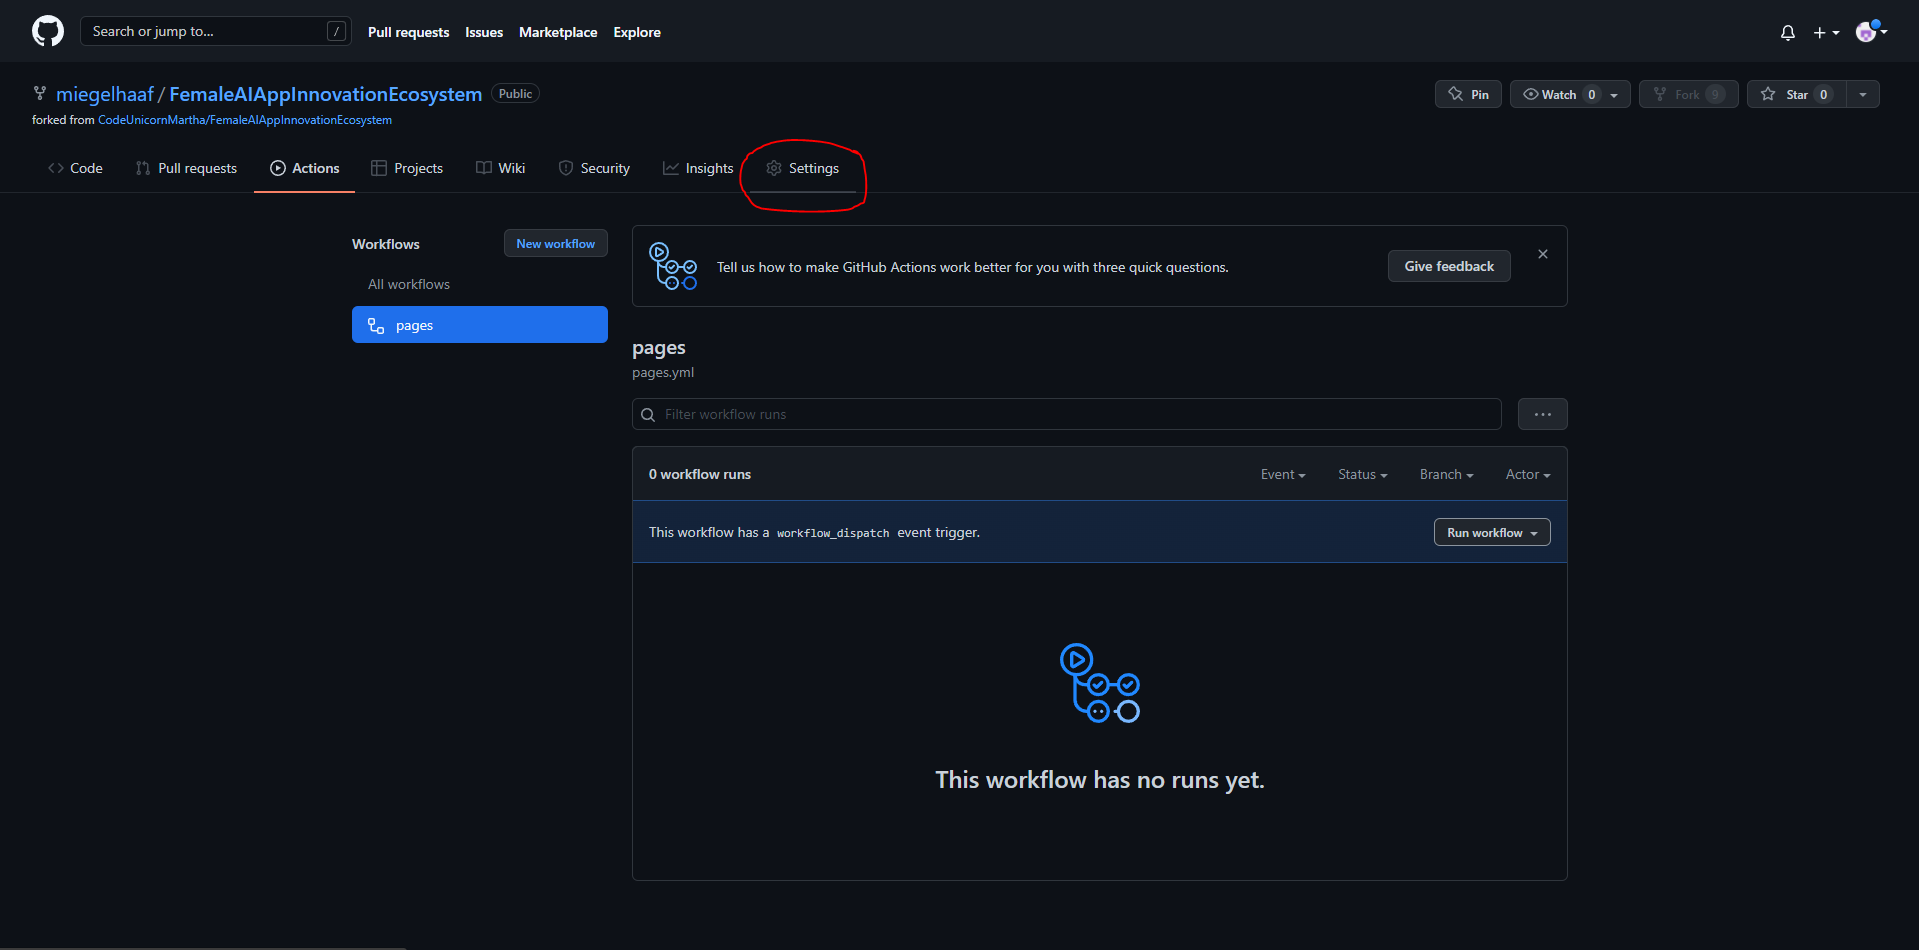 Search or jump to... /
Pull requests Issues Marketplace Explore
miegelhaaf / FemaleAIAppInnovationEcosystem Public
Pin Watch 0 Fork 9 Star 0
forked from CodeUnicornMartha/FemaleAIAppInnovationEcosystem
Code Pull requests Actions Projects Wiki Security Insights Settings
Workflows New workflow
All workflows
pages
Tell us how to make GitHub Actions work better for you with three quick questions. Give feedback
pages
pages.yml
Filter workflow runs
0 workflow runs Event Status Branch Actor
This workflow has a workflow_dispatch event trigger. Run workflow
This workflow has no runs yet.